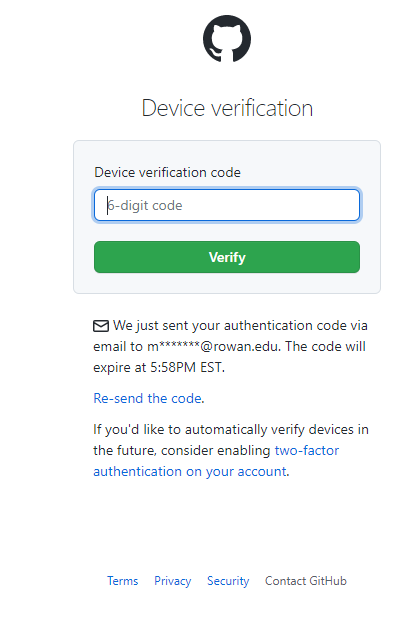 Device verification
Device verification code
6-digit code
Verify
We just sent your authentication code via
email to m*******@rowan.edu. The code will
expire at 5:58PM EST.
Re-send the code.
If you'd like to automatically verify devices in
the future, consider enabling two-factor
authentication on your account.
Terms Privacy Security Contact GitHub